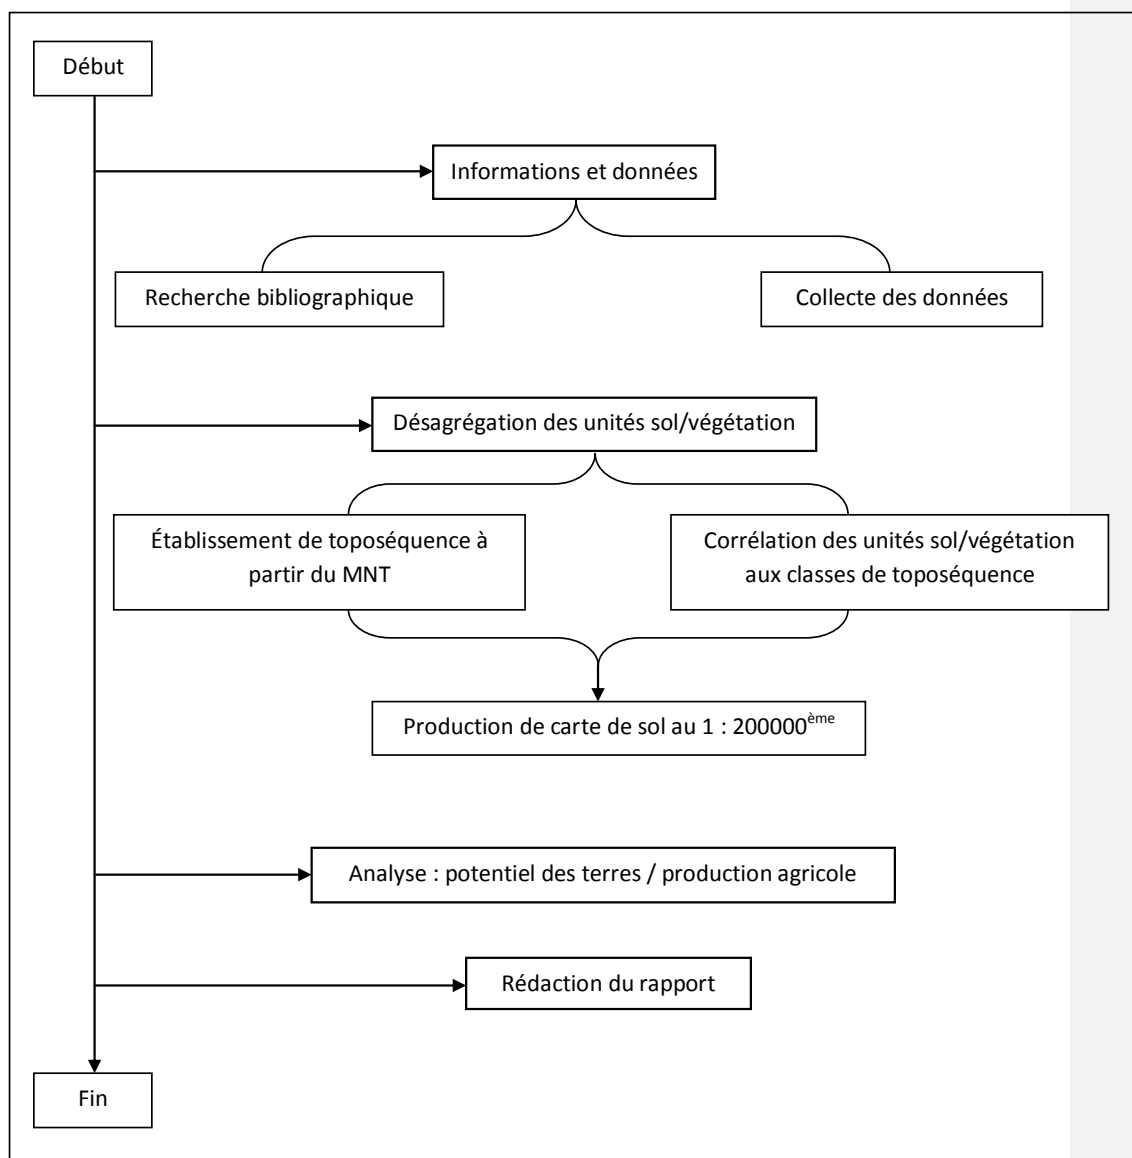 Début
Informations et données
Recherche bibliographique
Collecte des données
Désagrégation des unités sol/végétation
Établissement de toposéquence à
partir du MNT
Corrélation des unités sol/végétation
aux classes de toposéquence
Production de carte de sol au 1 : 200000ème
Analyse : potentiel des terres / production agricole
Rédaction du rapport
Fin